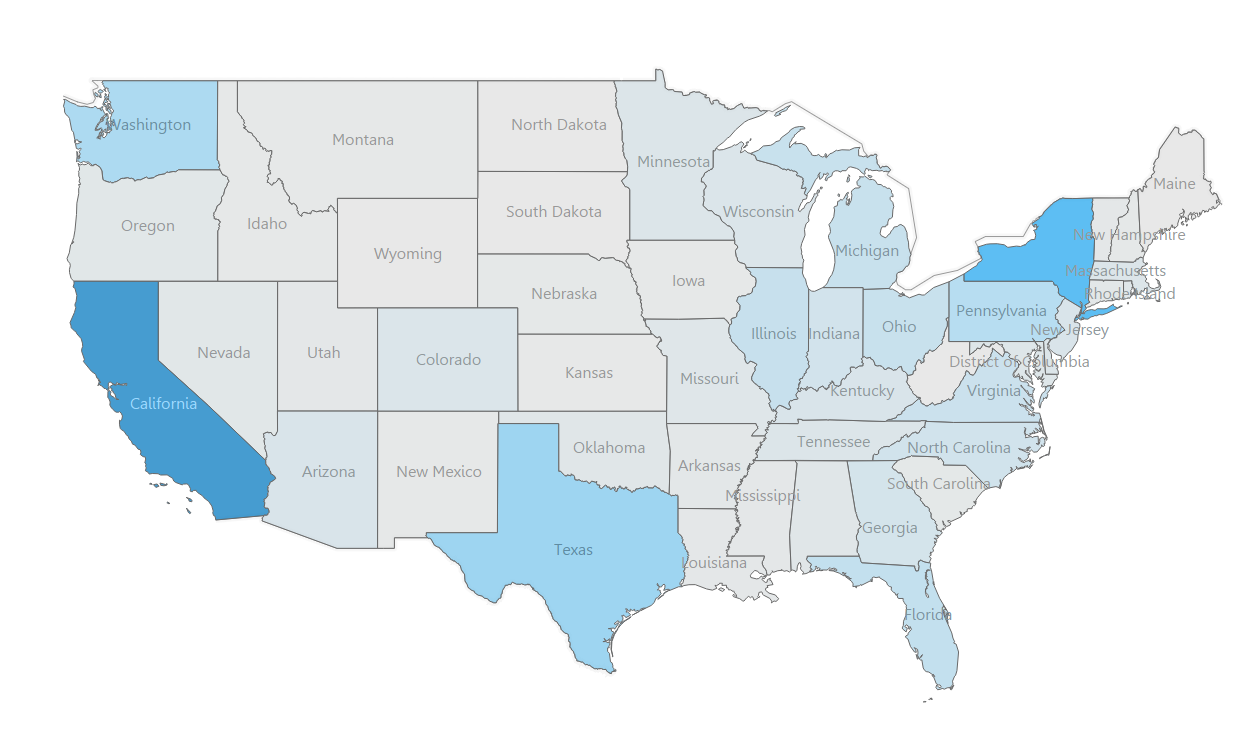 Washington
Montana
North Dakota
Minnesota
Maine
Oregon
Idaho
South Dakota
Wisconsin
New Hampshire
Wyoming
Michigan
Massachusetts
Iowa
Nebraska
Rhode Island
Pennsylvania
Ohio
Illinois
Indiana
New Jersey
Nevada
Utah
Colorado
District of Columbia
Kansas
Missouri
Kentucky
Virginia
California
Tennessee
North Carolina
Oklahoma
Arkansas
Arizona
New Mexico
South Carolina
Mississippi
Georgia
Texas
Louisiana
Florida